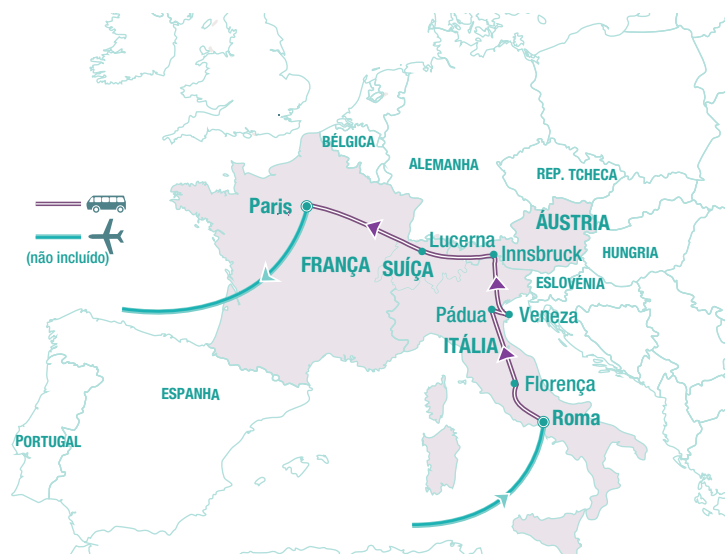 BÉLGICA
ALEMANHA
REP. TCHECA
Paris
ÁUSTRIA
Lucerna
Innsbruck
HUNGRIA
(não incluído)
FRANÇA
SUÍÇA
ESLOVÉNIA
Pádua
Veneza
ITÁLIA
Florença
ESPANHA
Roma
PORTUGAL